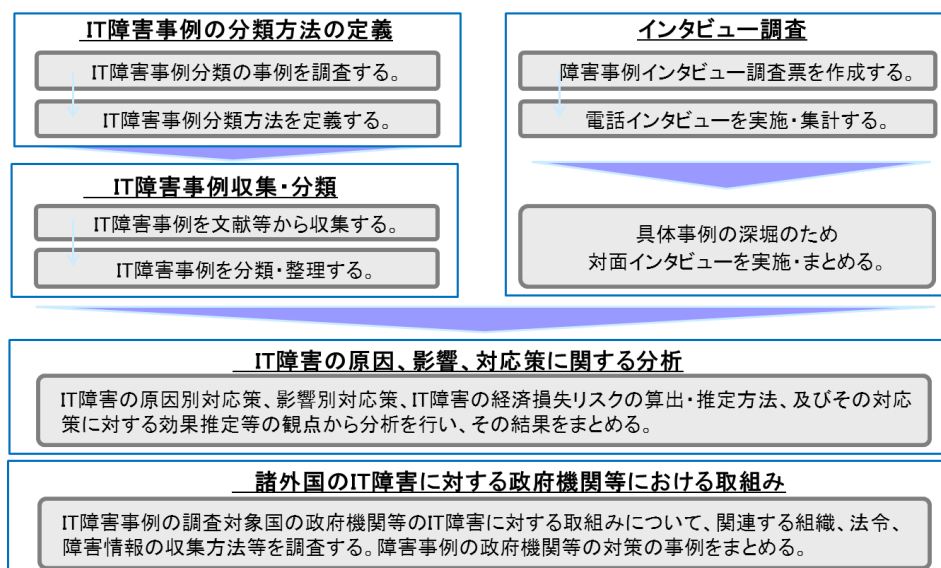 IT障害事例の分類方法の定義
IT障害事例分類の事例を調査する。
IT障害事例分類方法を定義する。
IT障害事例収集・分類
IT障害事例を文献等から収集する。
IT障害事例を分類・整理する。
インタビュー調査
障害事例インタビュー調査票を作成する。
電話インタビューを実施・集計する。
具体事例の深堀のため
対面インタビューを実施・まとめる。
IT障害の原因、影響、対応策に関する分析
IT障害の原因別対応策、影響別対応策、IT障害の経済損失リスクの算出・推定方法、及びその対応
策に対する効果推定等の観点から分析を行い、その結果をまとめる。
諸外国のIT障害に対する政府機関等における取組み
IT障害事例の調査対象国の政府機関等のIT障害に対する取組みについて、関連する組織、法令、
障害情報の収集方法等を調査する。障害事例の政府機関等の対策の事例をまとめる。